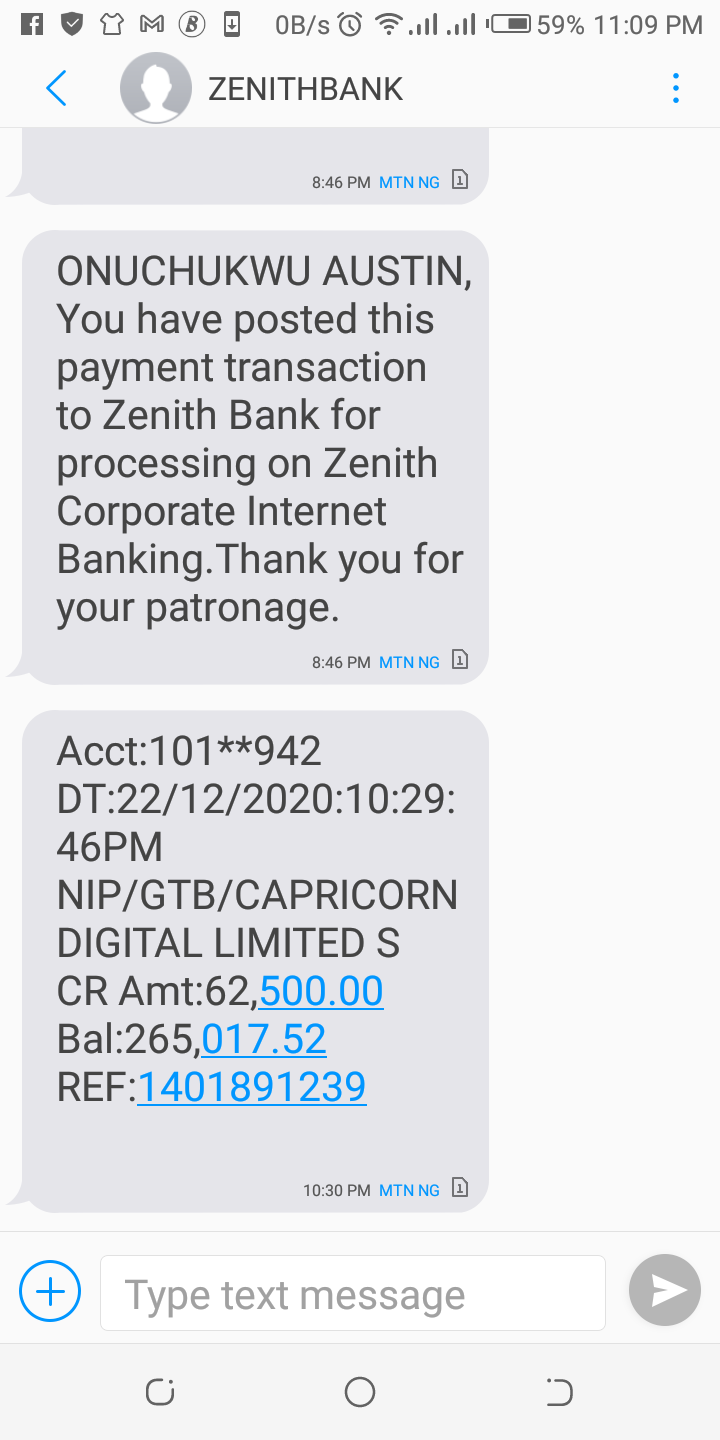 0B/s 59% 11:09 PM
ZENITHBANK
8:46 PM MTN NG 1
ONUCHUKWU AUSTIN,
You have posted this
payment transaction
to Zenith Bank for
processing on Zenith
Corporate Internet
Banking.Thank you for
your patronage.
8:46 PM MTN NG 1
Acct:101**942
DT:22/12/2020:10:29:
46PM
NIP/GTB/CAPRICORN
DIGITAL LIMITED S
CR Amt:62,500.00
Bal:265,017.52
REF:1401891239
10:30 PM MTN NG 1
Type text message